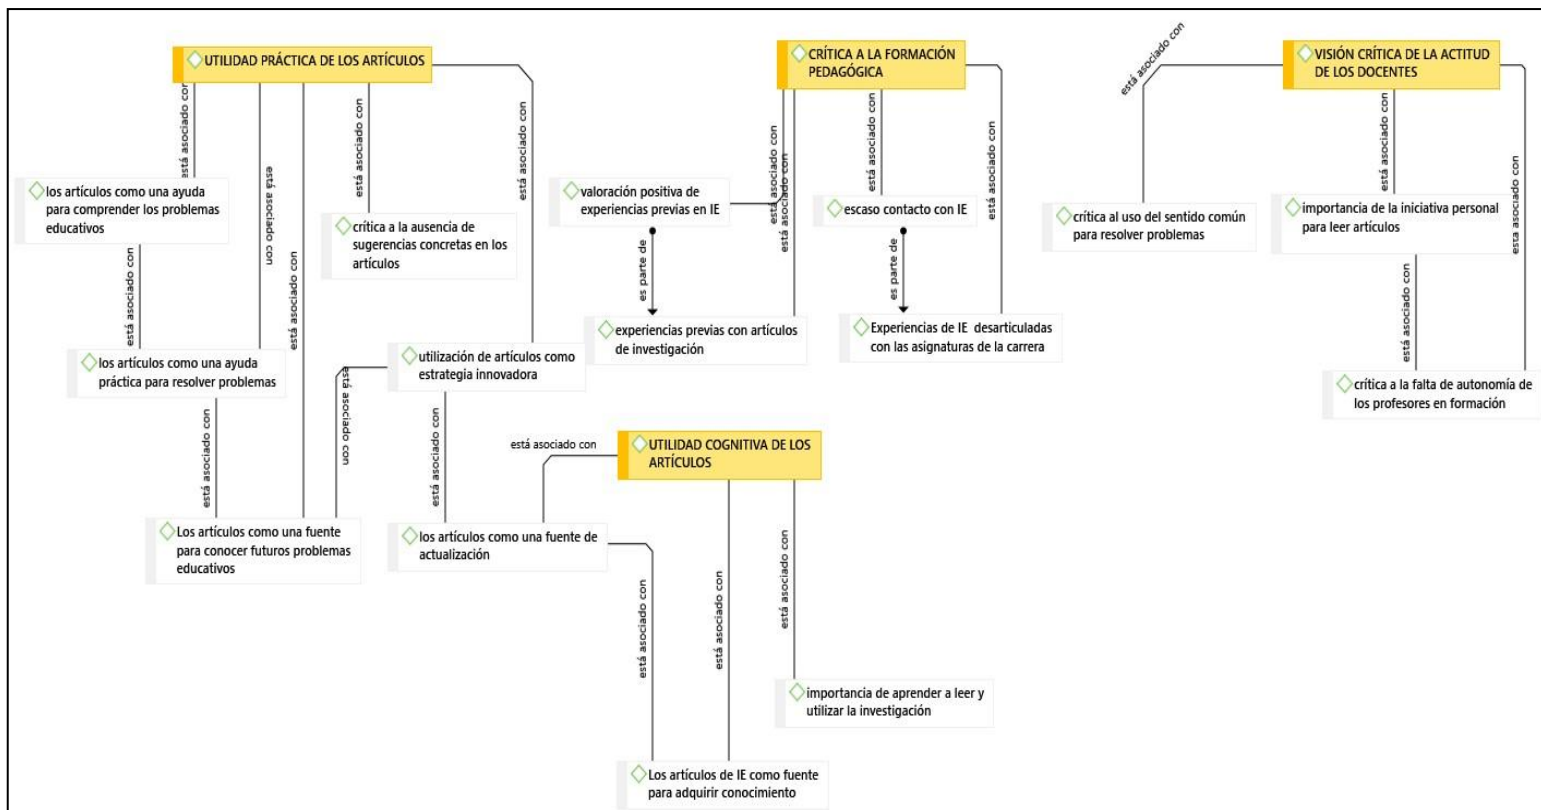 UTILIDAD PRÁCTICA DE LOS ARTÍCULOS
está asociado con
está asociado con
está asociado con
está asociado con
está asociado con
los artículos como una ayuda
para comprender los problemas
educativos
crítica a la ausencia de
sugerencias concretas en los
artículos
está asociado con
los artículos como una ayuda
práctica para resolver problemas
utilización de artículos como
estrategia innovadora
está asociado con
está asociado con
está asociado con
Los artículos como una fuente
para conocer futuros problemas
educativos
los artículos como una fuente de
actualización
CRÍTICA A LA FORMACIÓN
PEDAGÓGICA
está asociado con
está asociado con
está asociado con
está asociado con
valoración positiva de
experiencias previas en IE
escaso contacto con IE
es parte de
es parte de
experiencias previas con artículos
de investigación
Experiencias de IE desarticuladas
con las asignaturas de la carrera
UTILIDAD COGNITIVA DE LOS
ARTÍCULOS
está asociado con
está asociado con
está asociado con
está asociado con
importancia de aprender a leer y
utilizar la investigación
Los artículos de IE como fuente
para adquirir conocimiento
VISIÓN CRÍTICA DE LA ACTITUD
DE LOS DOCENTES
está asociado con
está asociado con
está asociado con
crítica al uso del sentido común
para resolver problemas
importancia de la iniciativa personal
para leer artículos
está asociado con
crítica a la falta de autonomía de
los profesores en formación